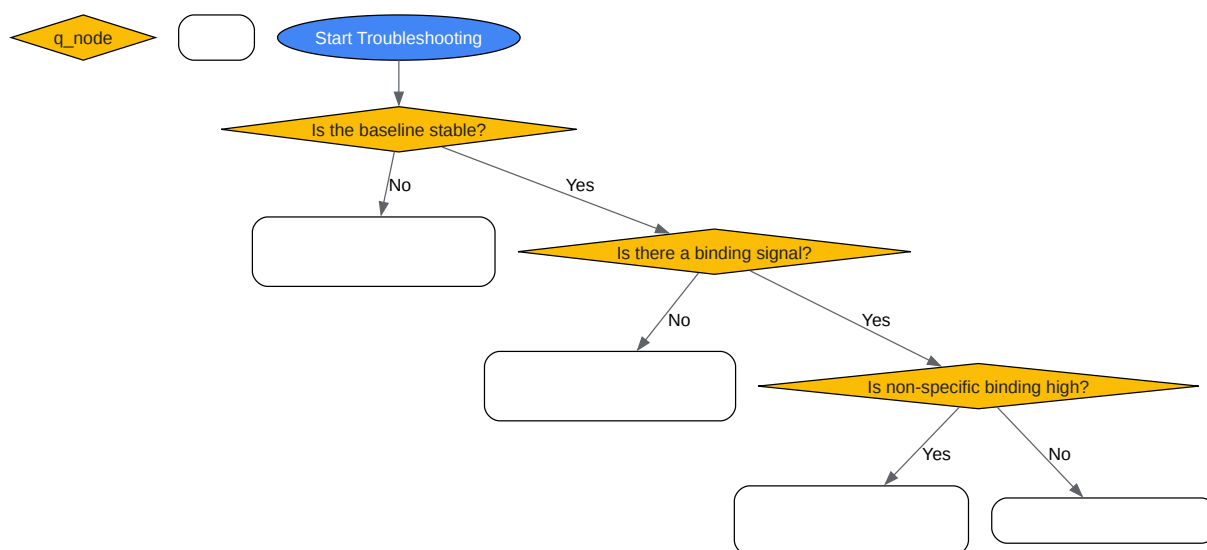 q_node
Start Troubleshooting
Is the baseline stable?
No
Yes
Is there a binding signal?
No
Yes
Is non-specific binding high?
Yes
No